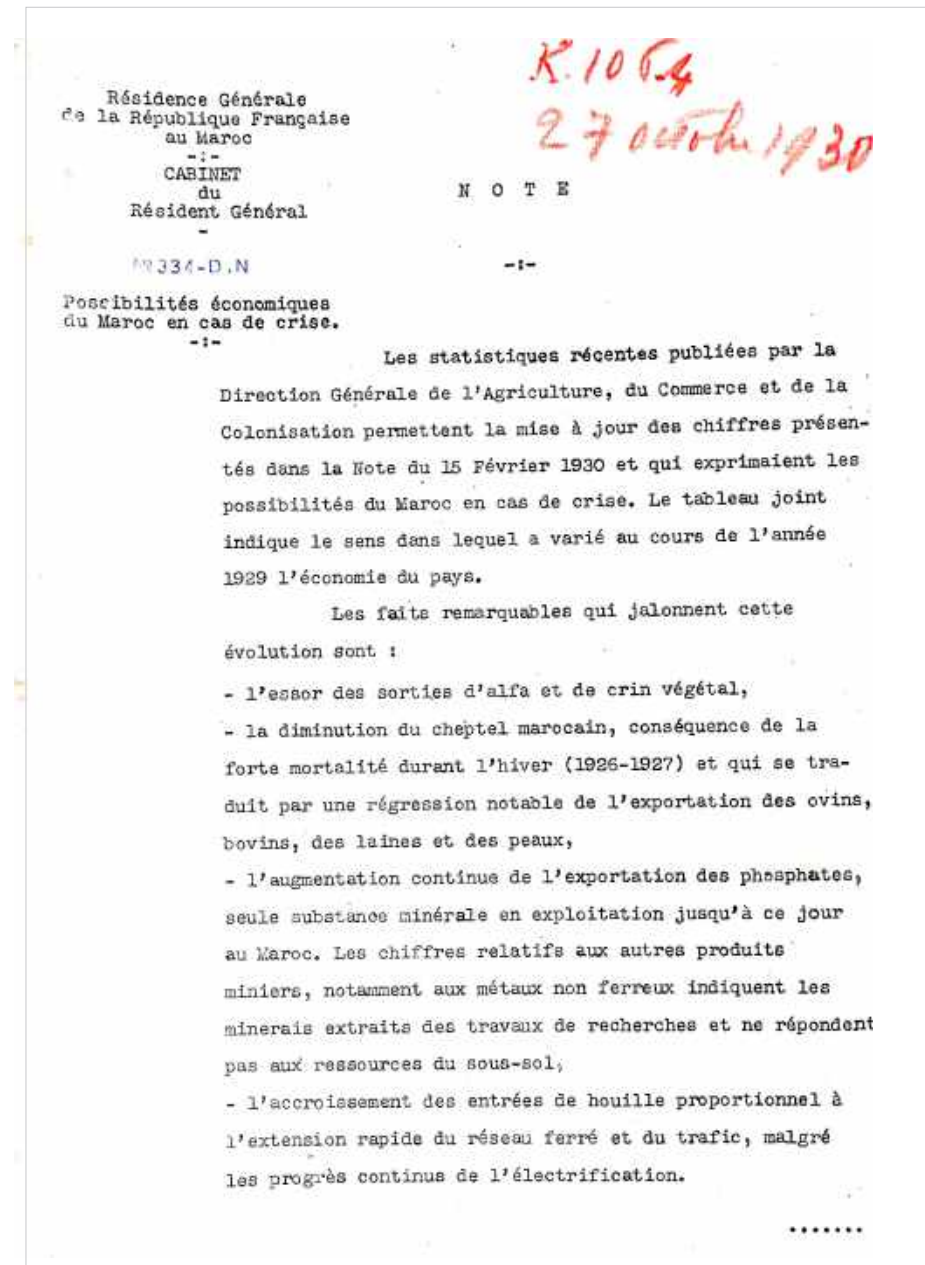 K.106.4
27 octobre 1930
Résidence Générale
de la République Française
au Maroc
-:-
CABINET
du
Résident Général
-
N O T E
334-D.N
-:-
Possibilités économiques
du Maroc en cas de crise.
-:-
Les statistiques récentes publiées par la
Direction Générale de l'Agriculture, du Commerce et de la
Colonisation permettent la mise à jour des chiffres présen-
tés dans la Note du 15 Février 1930 et qui exprimaient les
possibilités du Maroc en cas de crise. Le tableau joint
indique le sens dans lequel a varié au cours de l'année
1929 l'économie du pays.
Les faits remarquables qui jalonnent cette
évolution sont :
- l'essor des sorties d'alfa et de crin végétal,
- la diminution du cheptel marocain, conséquence de la
forte mortalité durant l'hiver (1926-1927) et qui se tra-
duit par une régression notable de l'exportation des ovins,
bovins, des laines et des peaux,
- l'augmentation continue de l'exportation des phosphates,
seule substance minérale en exploitation jusqu'à ce jour
au Maroc. Les chiffres relatifs aux autres produits
miniers, notamment aux métaux non ferreux indiquent les
minerais extraits des travaux de recherches et ne répondent
pas aux ressources du sous-sol,
- l'accroissement des entrées de houille proportionnel à
l'extension rapide du réseau ferré et du trafic, malgré
les progrès continus de l'électrification.
.......